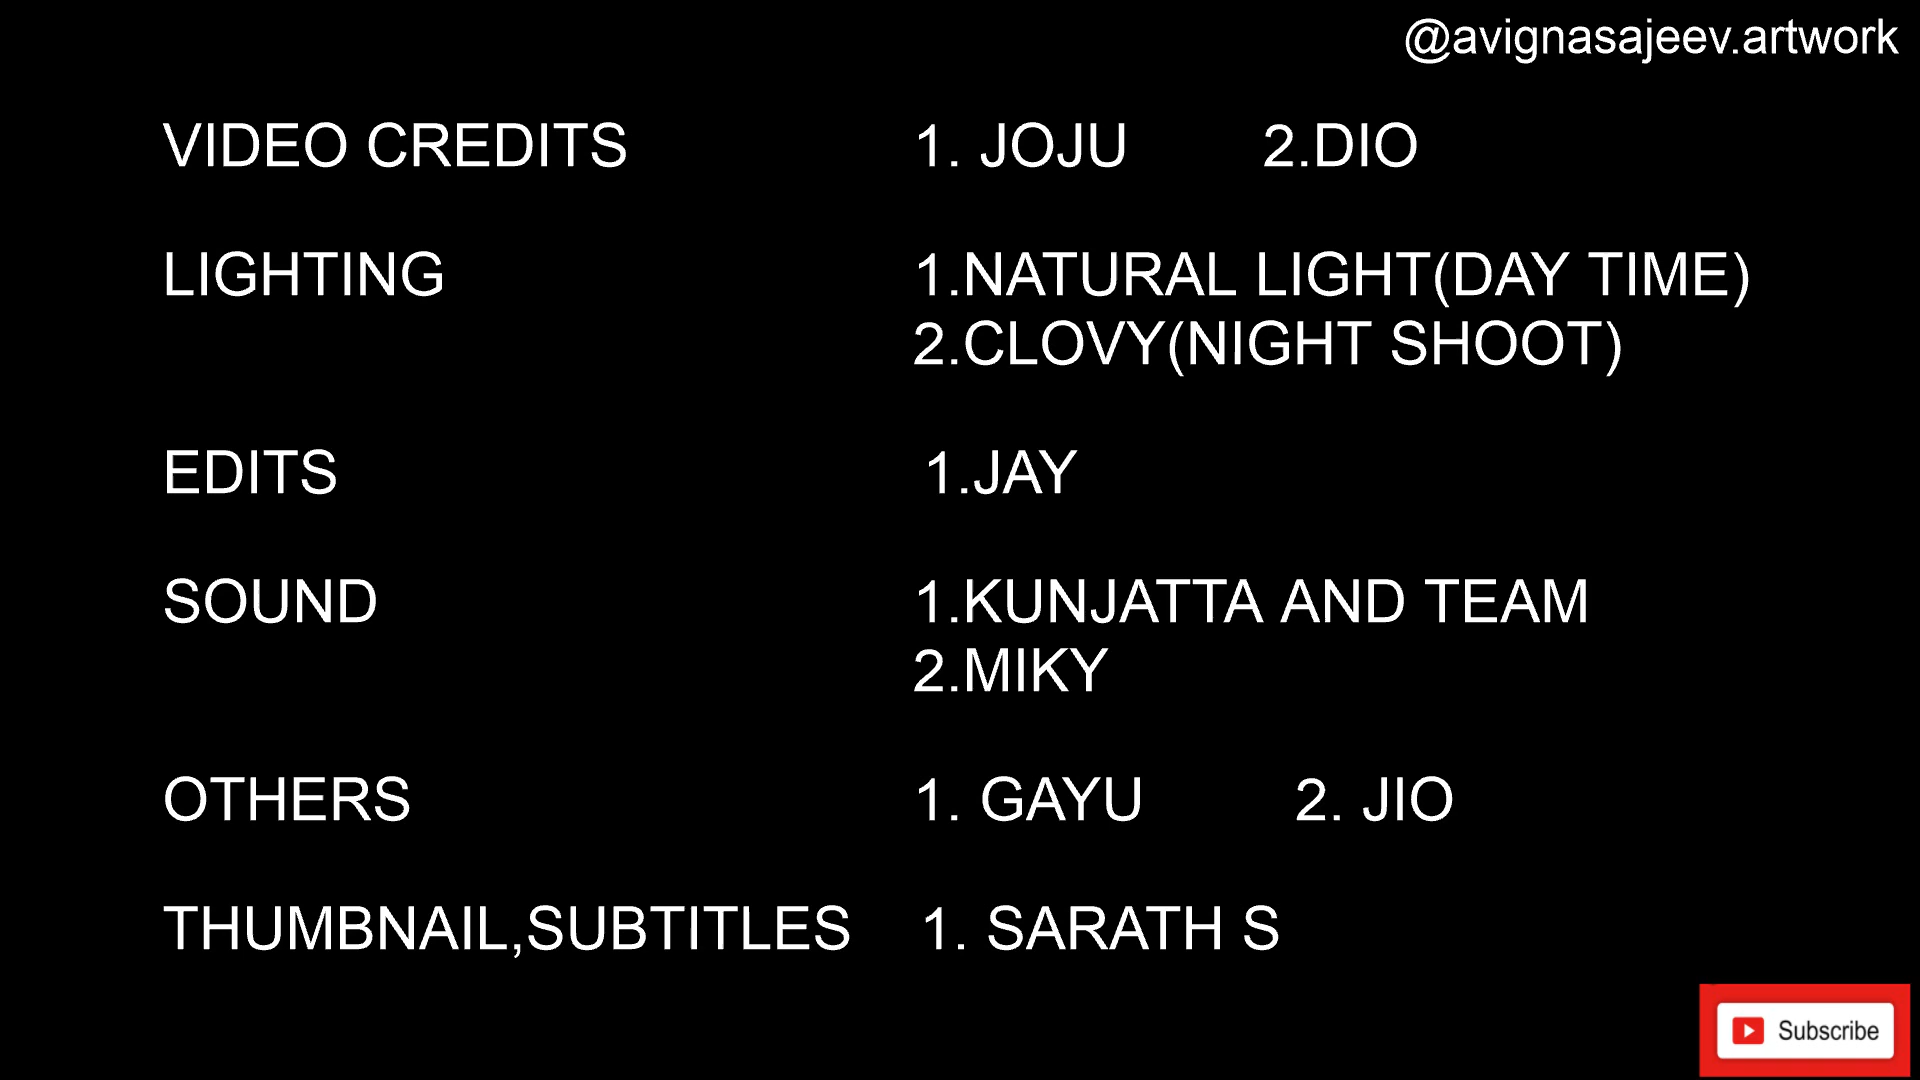 @avignasajeev.artwork
VIDEO CREDITS 1. JOJU 2.DIO
LIGHTING 1.NATURAL LIGHT(DAY TIME)
2.CLOVY(NIGHT SHOOT)
EDITS 1.JAY
SOUND 1.KUNJATTA AND TEAM
2.MIKY
OTHERS 1. GAYU 2. JIO
THUMBNAIL,SUBTITLES 1. SARATH S
Subscribe